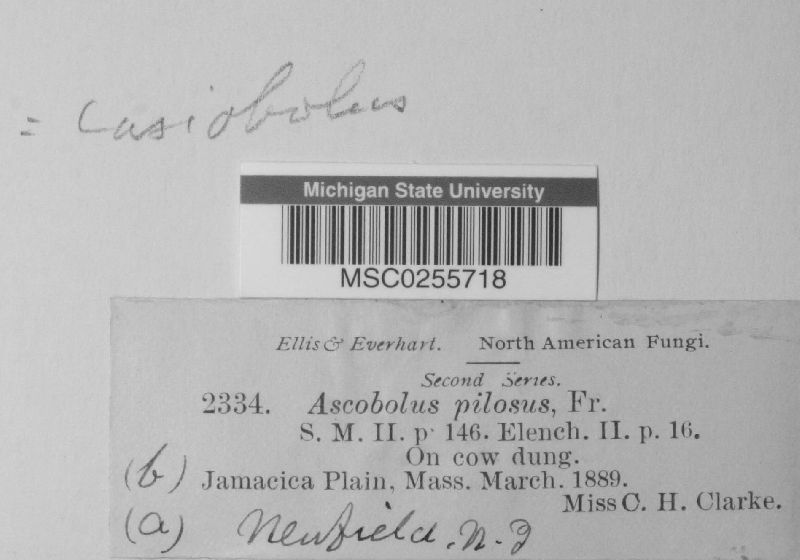 = Casiobolus
Michigan State University
MSC0255718
Ellis & Everhart. North American Fungi.
Second Series.
2334. Ascobolus pilosus, Fr.
S. M. II. p. 146. Elench. II. p. 16.
On cow dung.
(b) Jamacica Plain, Mass. March. 1889.
Miss C. H. Clarke.
(a) Newfield, N. J